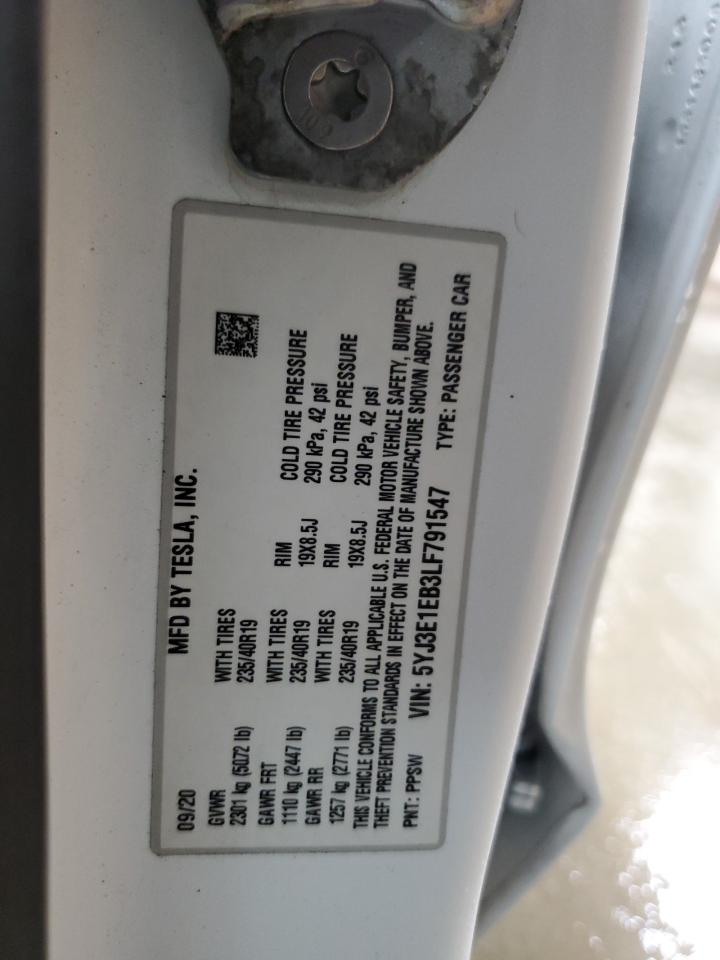 09/20 MFD BY TESLA, INC.
GVWR WITH TIRES
2301 kg (5072 lb) 235/40R19
GAWR FRT WITH TIRES RIM COLD TIRE PRESSURE
1110 kg (2447 lb) 235/40R19 19X8.5J 290 kPa, 42 psi
GAWR RR WITH TIRES RIM COLD TIRE PRESSURE
1257 kg (2771 lb) 235/40R19 19X8.5J 290 kPa, 42 psi
THIS VEHICLE CONFORMS TO ALL APPLICABLE U.S. FEDERAL MOTOR VEHICLE SAFETY, BUMPER, AND
THEFT PREVENTION STANDARDS IN EFFECT ON THE DATE OF MANUFACTURE SHOWN ABOVE.
PNT: PPSW VIN: 5YJ3E1EB3LF791547 TYPE: PASSENGER CAR